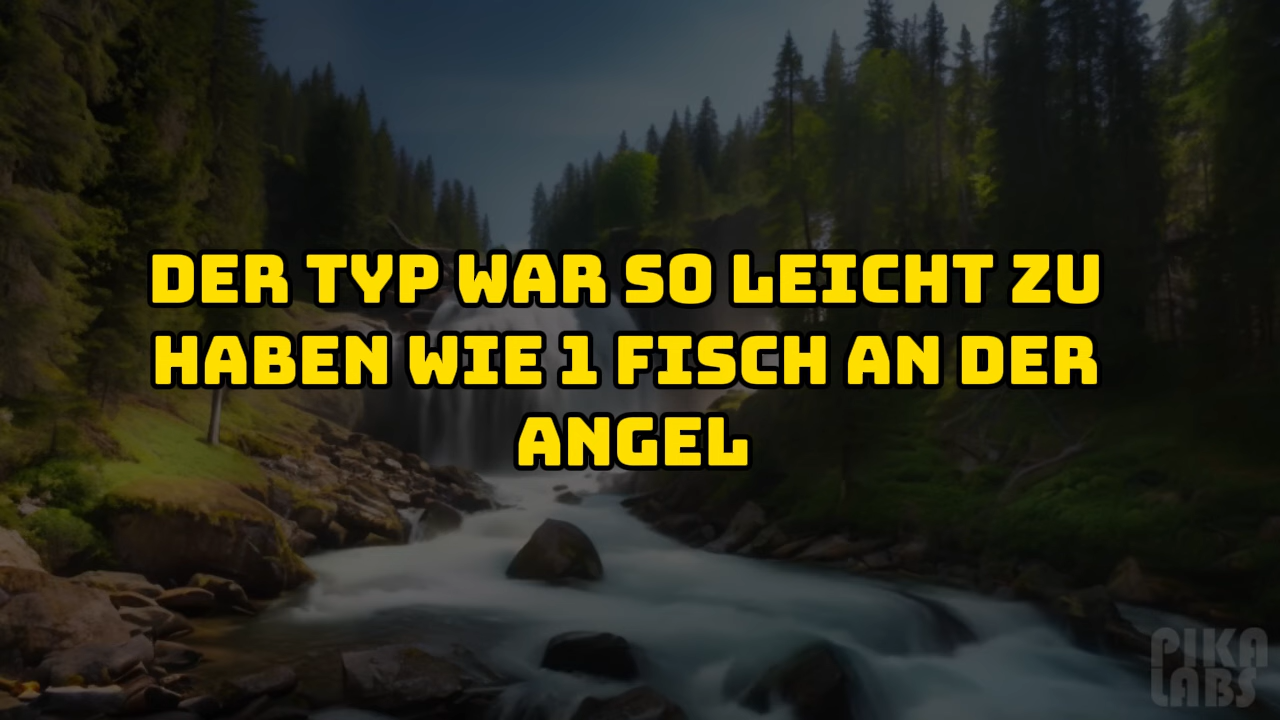 DER TYP WAR SO LEICHT ZU
HABEN WIE 1 FISCH AN DER
ANGEL
PIKA
LABS